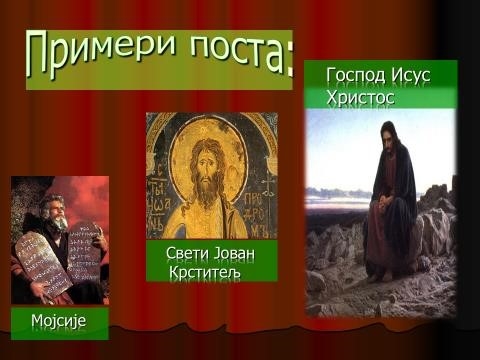 Примери поста:
Господ Исус
Христос
Свети Јован
Крститељ
Мојсије